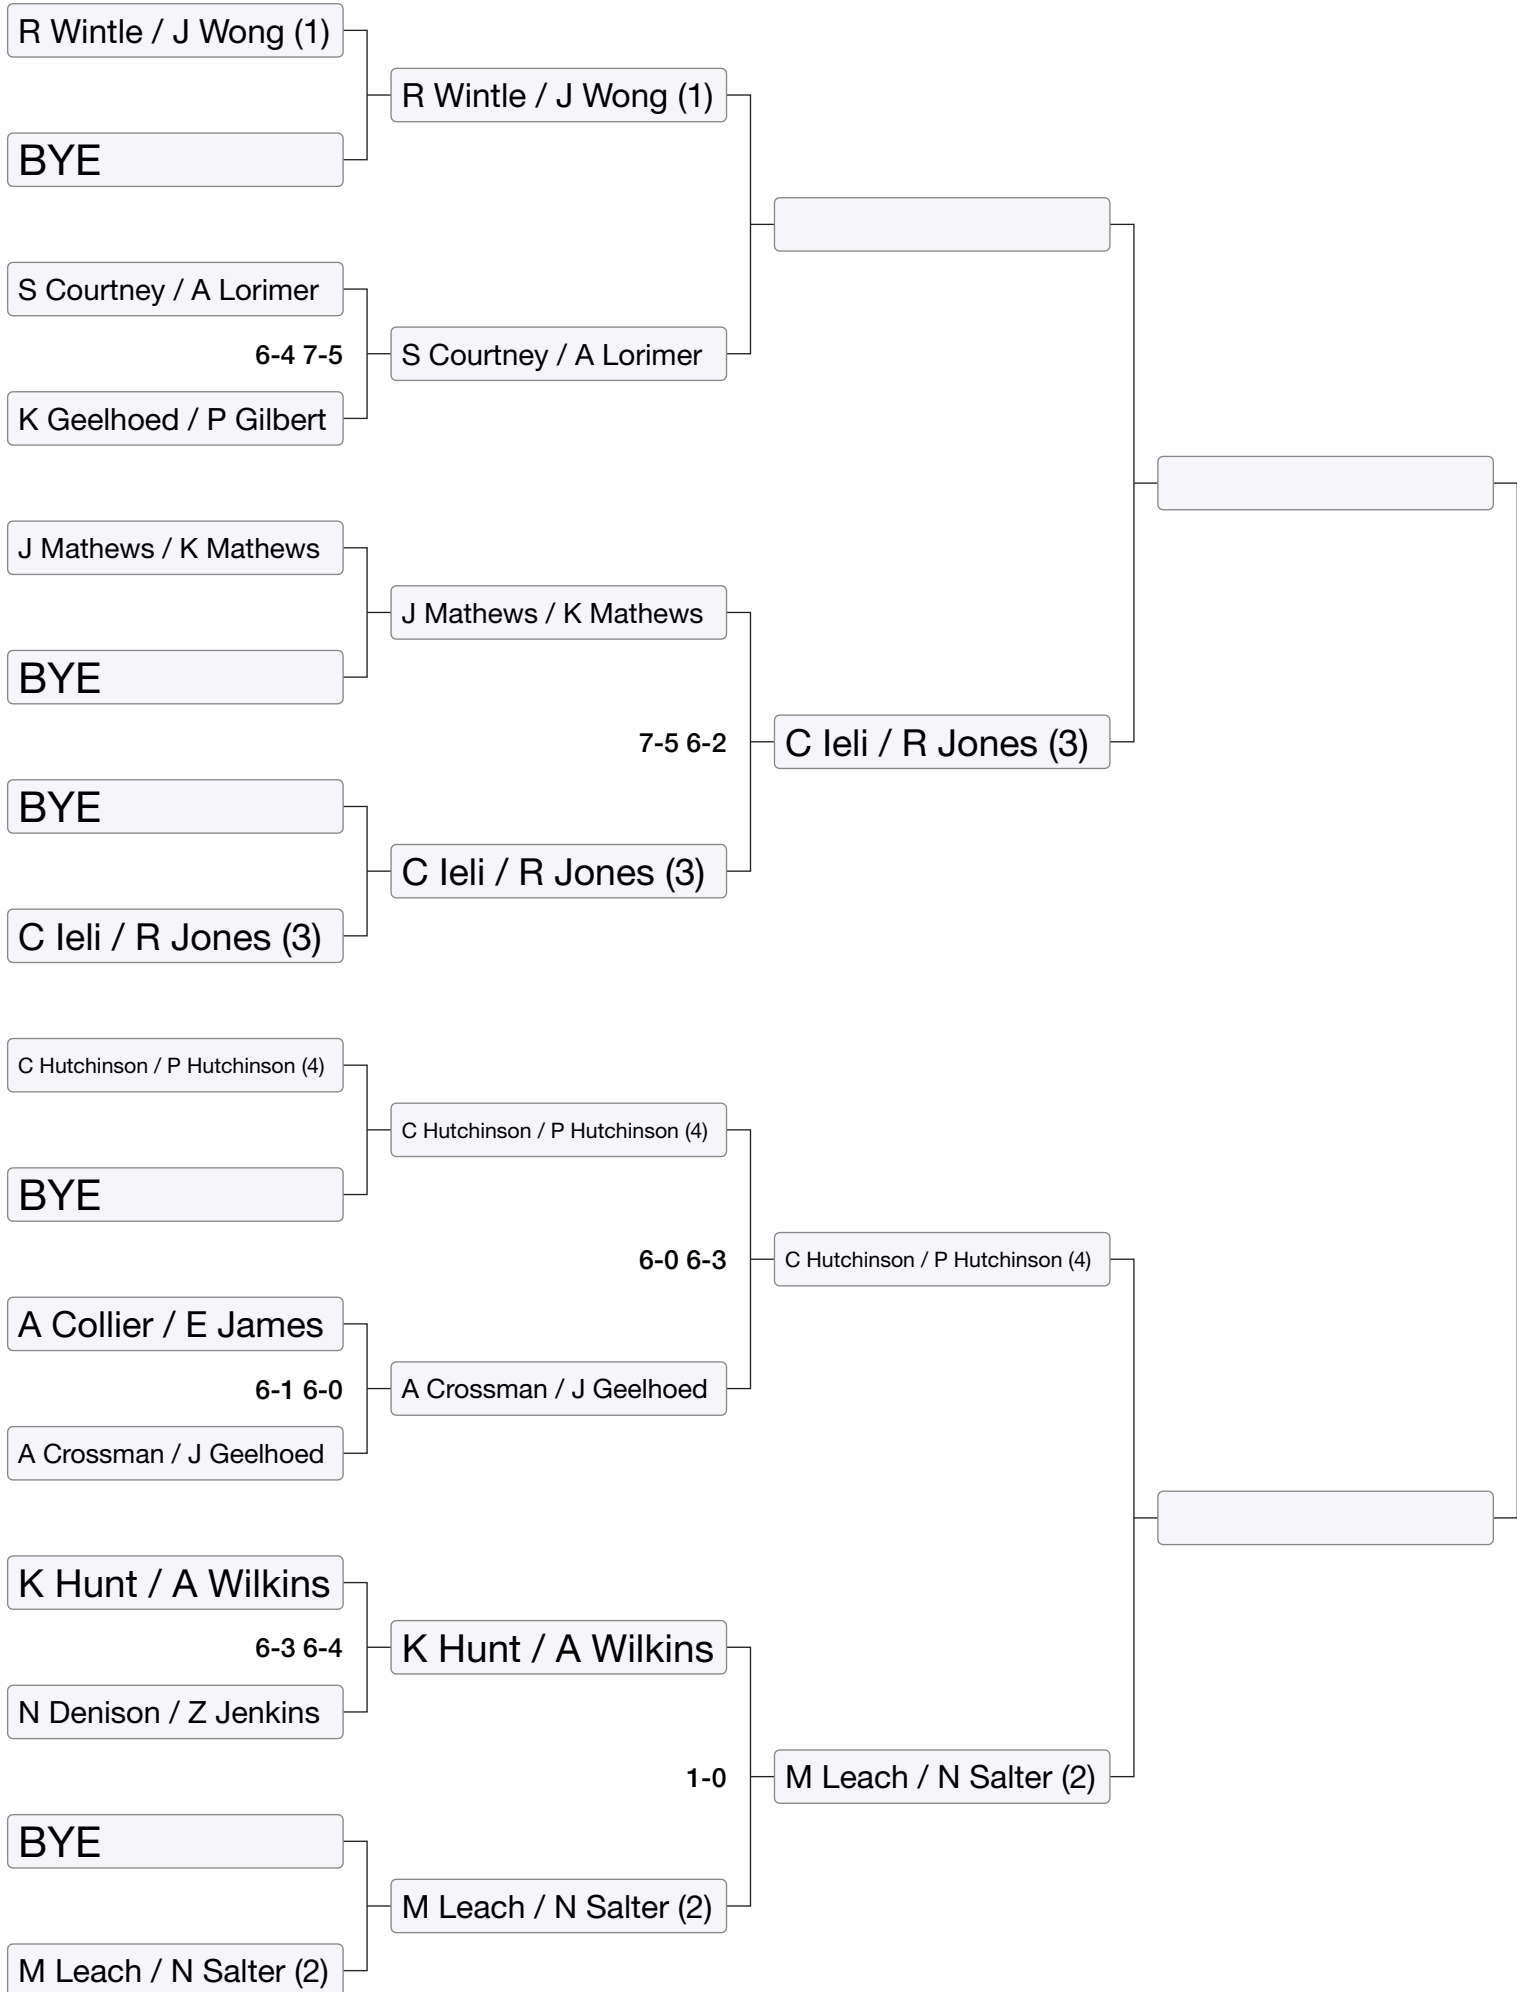 R Wintle / J Wong (1)
R Wintle / J Wong (1)
BYE
S Courtney / A Lorimer
6-4 7-5
S Courtney / A Lorimer
K Geelhoed / P Gilbert
J Mathews / K Mathews
J Mathews / K Mathews
BYE
7-5 6-2
C Ieli / R Jones (3)
BYE
C Ieli / R Jones (3)
C Ieli / R Jones (3)
C Hutchinson / P Hutchinson (4)
C Hutchinson / P Hutchinson (4)
BYE
6-0 6-3
C Hutchinson / P Hutchinson (4)
A Collier / E James
6-1 6-0
A Crossman / J Geelhoed
A Crossman / J Geelhoed
K Hunt / A Wilkins
6-3 6-4
K Hunt / A Wilkins
N Denison / Z Jenkins
1-0
M Leach / N Salter (2)
BYE
M Leach / N Salter (2)
M Leach / N Salter (2)